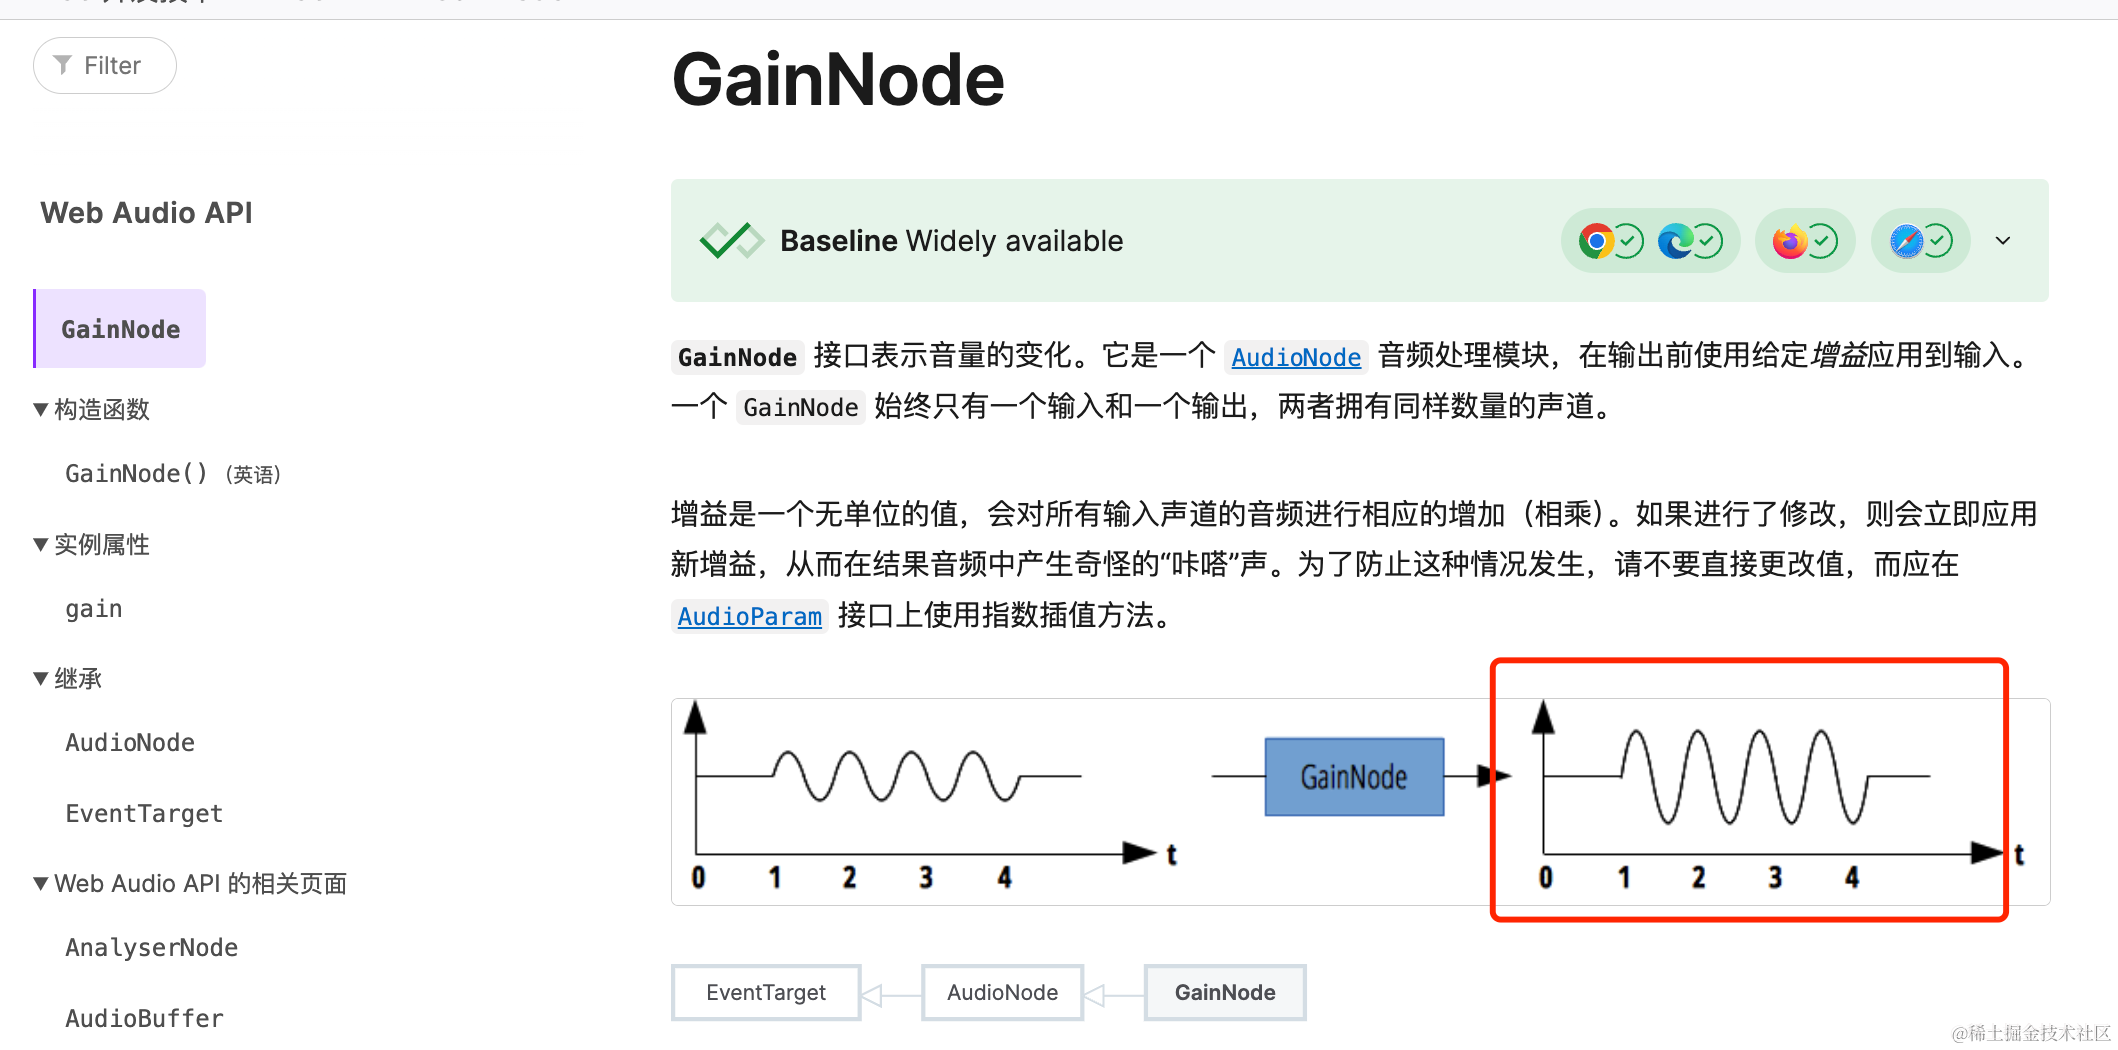 Filter
Web Audio API
GainNode
▼ 构造函数
GainNode() (英语)
▼ 实例属性
gain
▼ 继承
AudioNode
EventTarget
▼ Web Audio API 的相关页面
AnalyserNode
AudioBuffer
GainNode
Baseline Widely available
GainNode 接口表示音量的变化。它是一个 AudioNode 音频处理模块，在输出前使用给定增益应用到输入。
一个 GainNode 始终只有一个输入和一个输出，两者拥有同样数量的声道。
增益是一个无单位的值，会对所有输入声道的音频进行相应的增加（相乘）。如果进行了修改，则会立即应用
新增益，从而在结果音频中产生奇怪的“咔嗒”声。为了防止这种情况发生，请不要直接更改值，而应在
AudioParam 接口上使用指数插值方法。
0 1 2 3 4 t
GainNode
0 1 2 3 4 t
EventTarget AudioNode GainNode
@稀土掘金技术社区